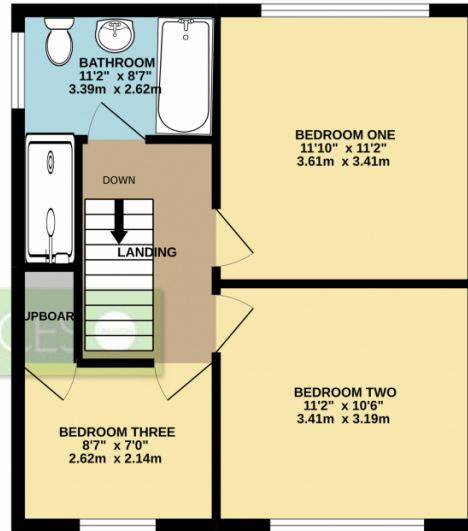 BATHROOM
11'2" x 8'7"
3.39m x 2.62m
BEDROOM ONE
11'10" x 11'2"
3.61m x 3.41m
DOWN
LANDING
UPBOAR
BEDROOM TWO
11'2" x 10'6"
3.41m x 3.19m
BEDROOM THREE
8'7" x 7'0"
2.62m x 2.14m